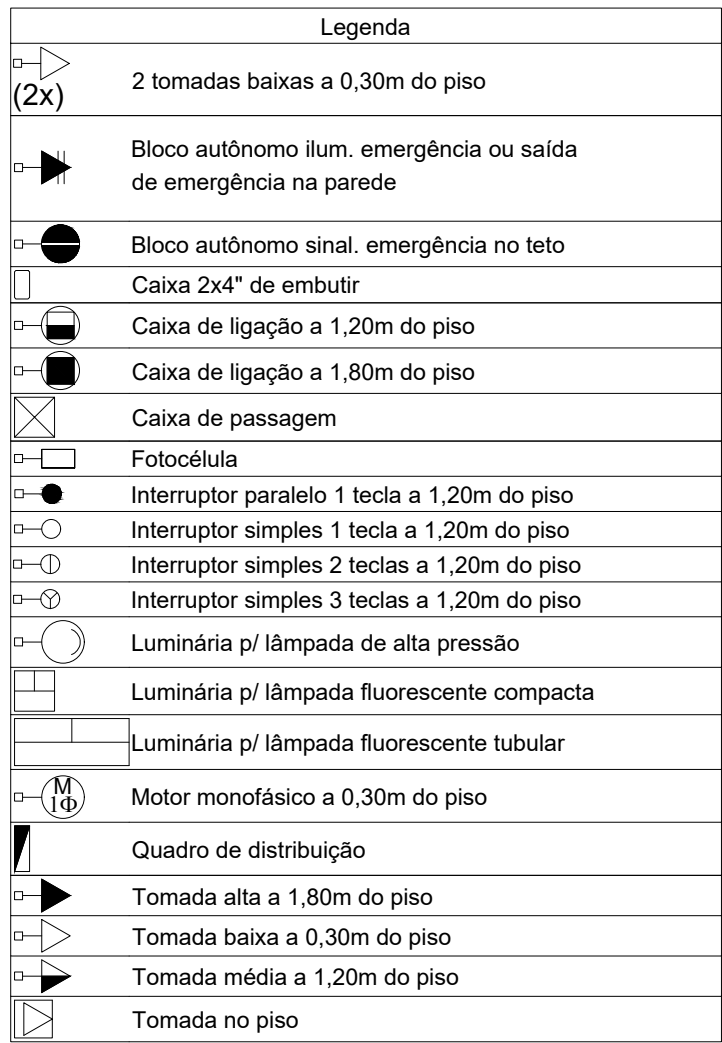 Legenda
(2x)
2 tomadas baixas a 0,30m do piso
Bloco autônomo ilum. emergência ou saída
de emergência na parede
Bloco autônomo sinal. emergência no teto
Caixa 2x4" de embutir
Caixa de ligação a 1,20m do piso
Caixa de ligação a 1,80m do piso
Caixa de passagem
Fotocélula
Interruptor paralelo 1 tecla a 1,20m do piso
Interruptor simples 1 tecla a 1,20m do piso
Interruptor simples 2 teclas a 1,20m do piso
Interruptor simples 3 teclas a 1,20m do piso
Luminária p/ lâmpada de alta pressão
Luminária p/ lâmpada fluorescente compacta
Luminária p/ lâmpada fluorescente tubular
M
1Φ
Motor monofásico a 0,30m do piso
Quadro de distribuição
Tomada alta a 1,80m do piso
Tomada baixa a 0,30m do piso
Tomada média a 1,20m do piso
Tomada no piso